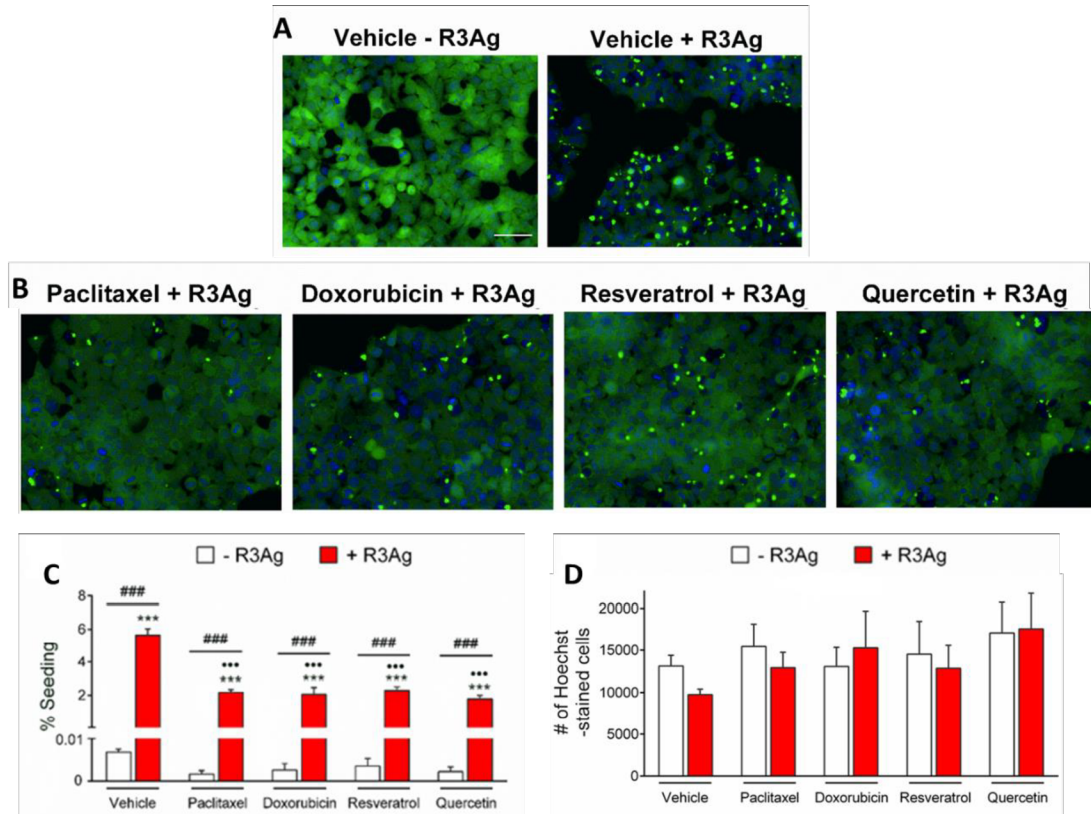 A
Vehicle - R3Ag
Vehicle + R3Ag
B
Paclitaxel + R3Ag
Doxorubicin + R3Ag
Resveratrol + R3Ag
Quercetin + R3Ag
C
- R3Ag
+ R3Ag
% Seeding
8
6
4
2
0.01
0
###
***
###
•••
***
###
•••
***
###
•••
***
###
•••
***
Vehicle
Paclitaxel
Doxorubicin
Resveratrol
Quercetin
D
- R3Ag
+ R3Ag
# of Hoechst
-stained cells
20000
15000
10000
5000
0
Vehicle
Paclitaxel
Doxorubicin
Resveratrol
Quercetin